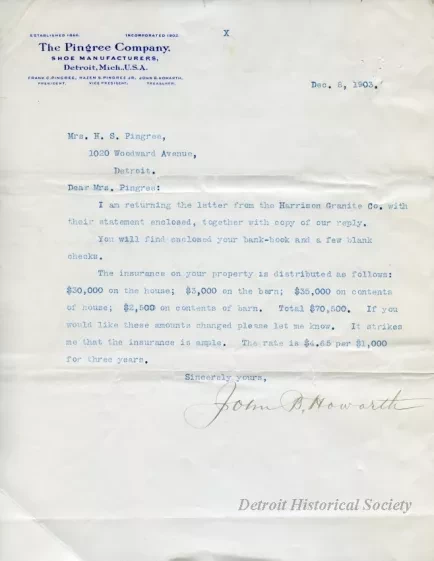 ESTABLISHED 1866. INCORPORATED 1902.
X
The Pingree Company.
SHOE MANUFACTURERS,
Detroit, Mich., U.S.A.
FRANK C. PINGREE, HAZEN S. PINGREE JR., JOHN B. HOWARTH,
PRESIDENT. VICE PRESIDENT. TREASURER.
Dec. 8, 1903.
Mrs. H. S. Pingree,
1020 Woodward Avenue,
Detroit.
Dear Mrs. Pingree:
I am returning the letter from the Harrison Granite Co. with
their statement enclosed, together with copy of our reply.
You will find enclosed your bank-book and a few blank
checks.
The insurance on your property is distributed as follows:
$30,000 on the house; $3,000 on the barn; $35,000 on contents
of house; $2,500 on contents of barn. Total $70,500. If you
would like these amounts changed please let me know. It strikes
me that the insurance is ample. The rate is per $1,000
for three years.
Sincerely yours,
John B. Howarth
Detroit Historical Society